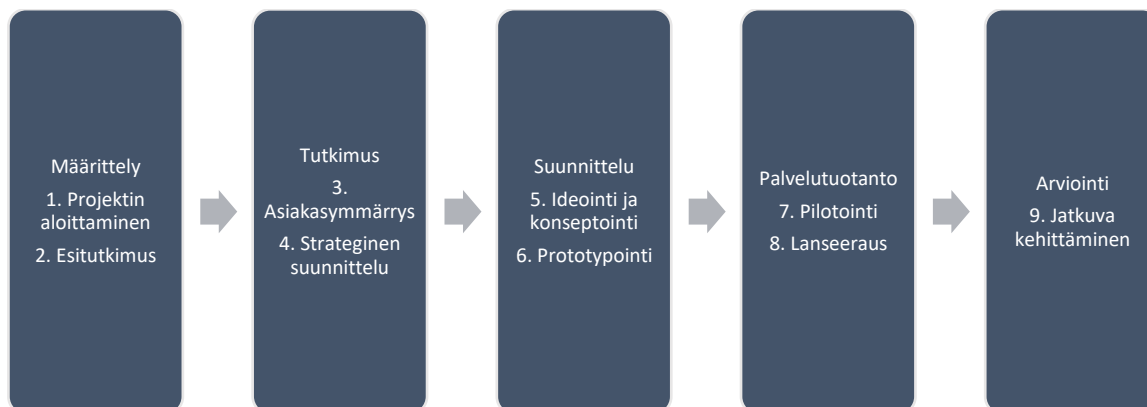 Määrittely
1. Projektin
aloittaminen
2. Esitutkimus
Tutkimus
3.
Asiakasymmärrys
4. Strateginen
suunnittelu
Suunnittelu
5. Ideointi ja
konseptointi
6. Prototypointi
Palvelutuotanto
7. Pilotointi
8. Lanseeraus
Arviointi
9. Jatkuva
kehittäminen